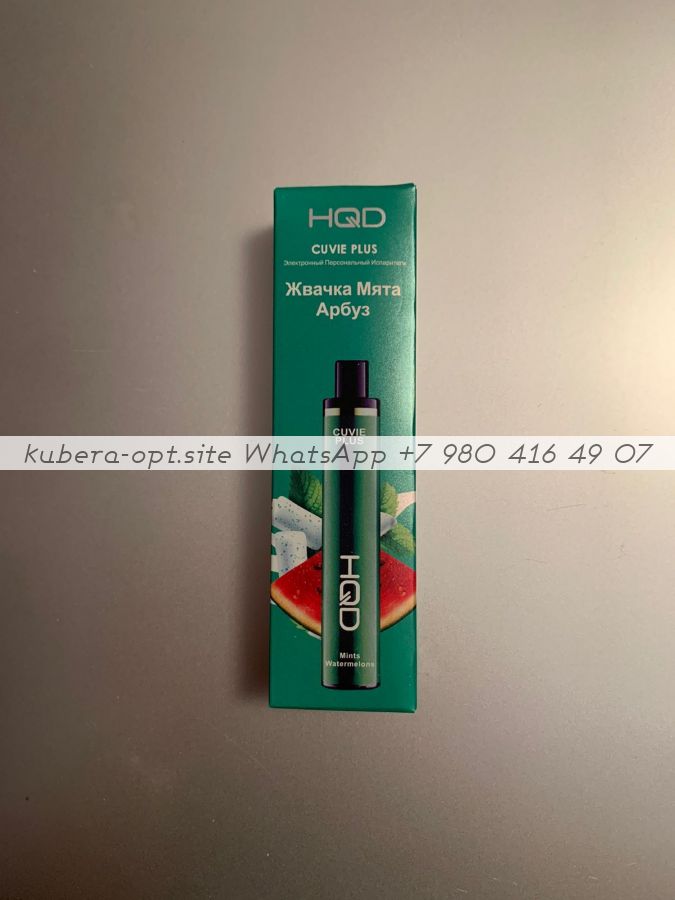 HQD
CUVIE PLUS
Электронный Персональный Испаритель
Жвачка Мята
Арбуз
CUVIE
PLUS
kubera-opt.site WhatsApp +7 980 416 49 07
HQD
Mints
Watermelons